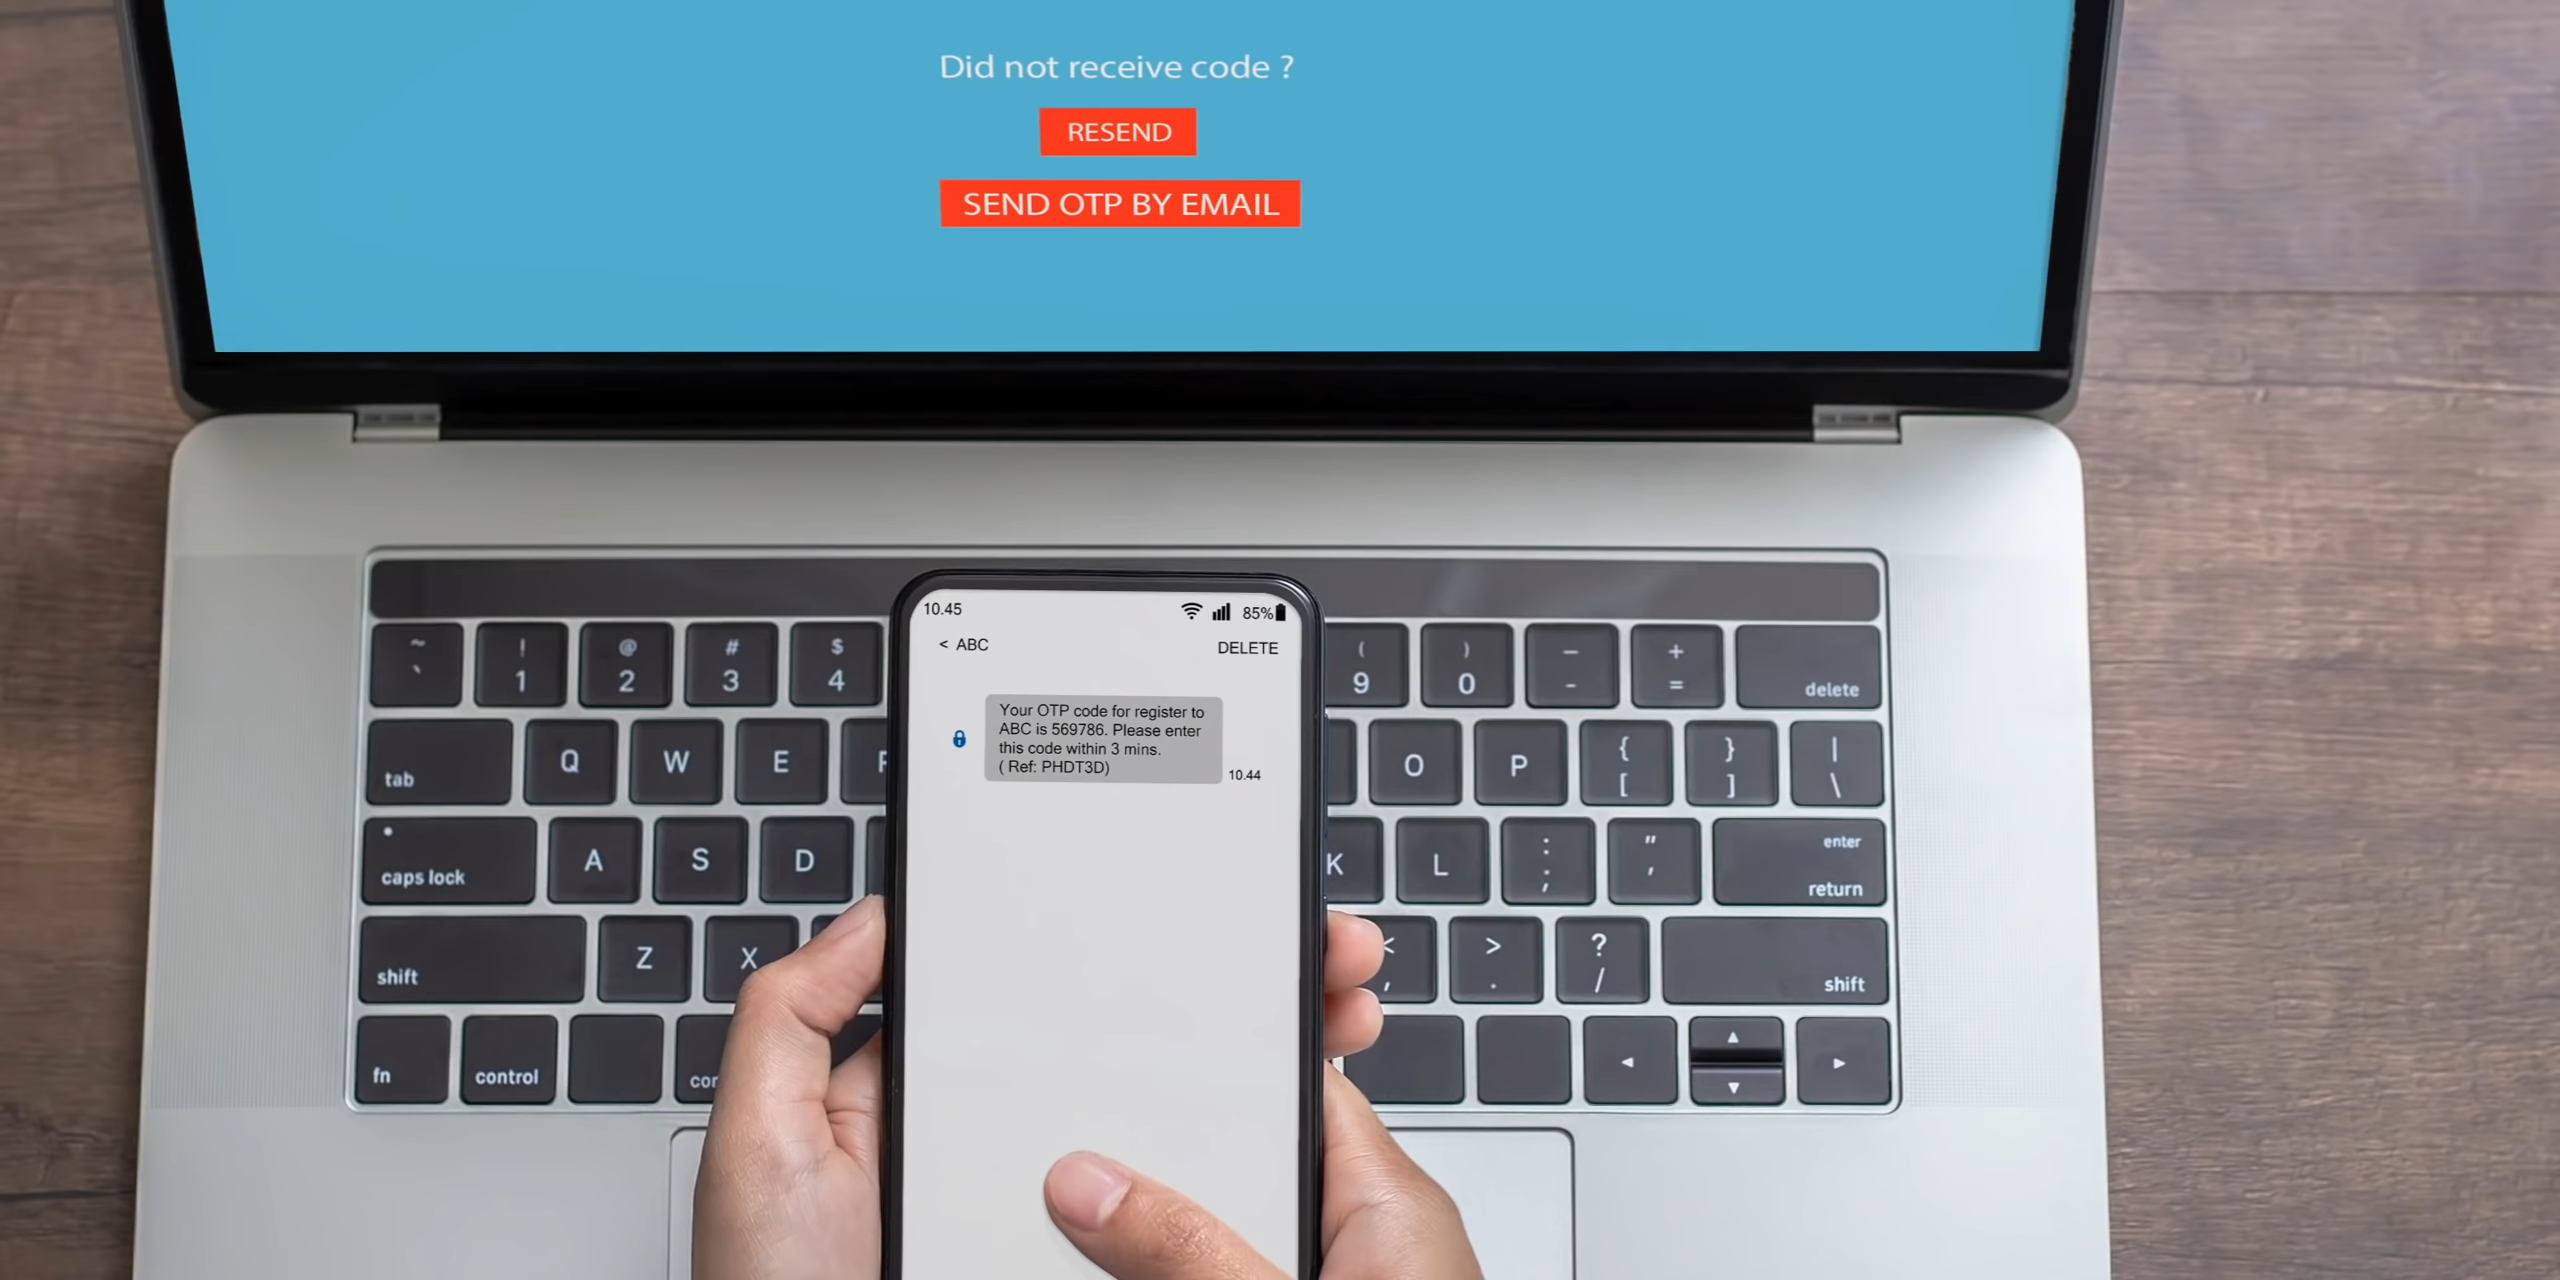 Did not receive code ?
RESEND
SEND OTP BY EMAIL
10.45 85%
< ABC DELETE
Your OTP code for register to
ABC is 569786. Please enter
this code within 3 mins.
( Ref: PHDT3D)
10.44
~ ! @ # $ ( ) — +
` 1 2 3 4 9 0 - = delete
tab Q W E O P { [ } ] | \
caps lock A S D K L : ; " ' enter return
shift Z X < , > . ? / shift
fn control